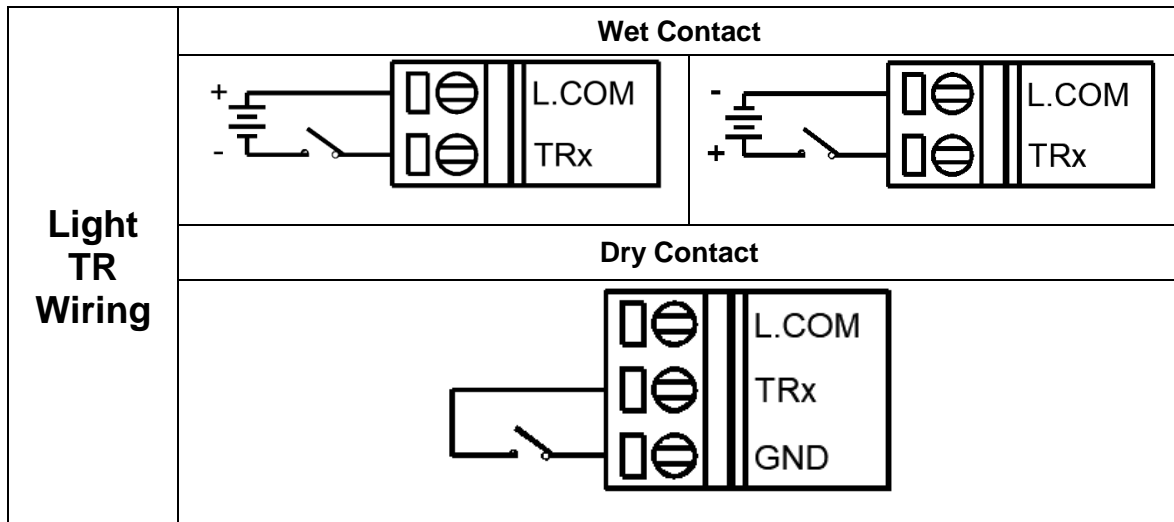 Light
TR
Wiring
Wet Contact
+
-
L.COM
TRx
-
+
L.COM
TRx
Dry Contact
L.COM
TRx
GND